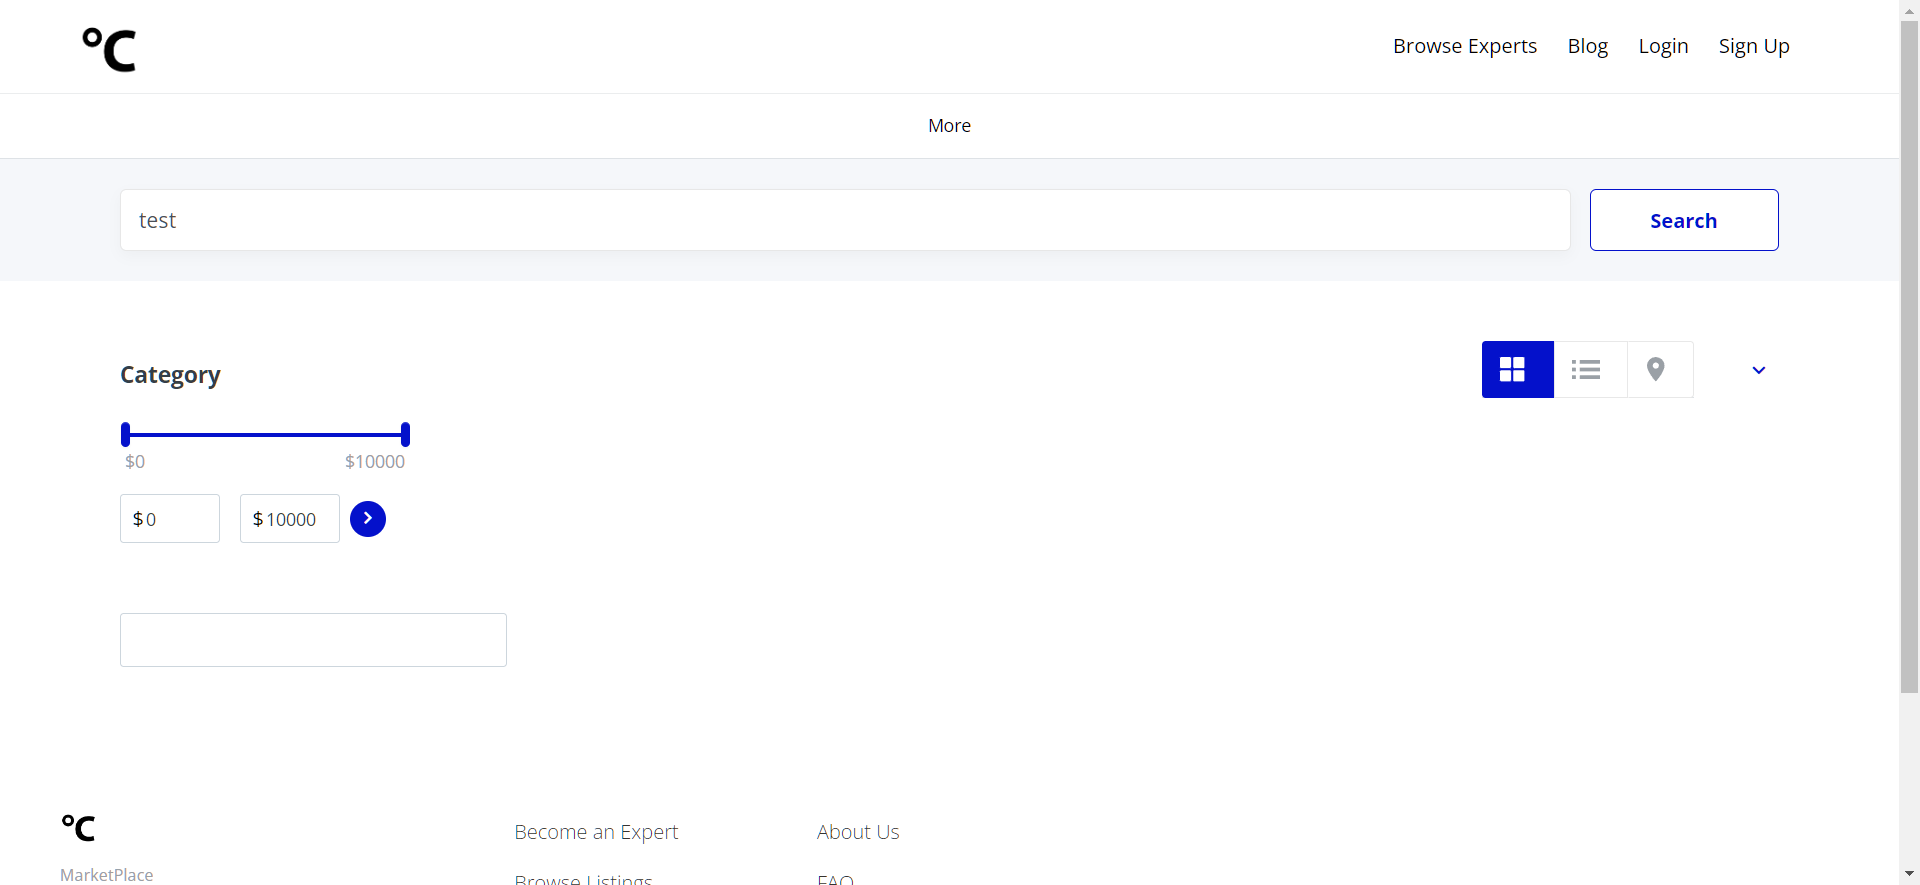 °C
Browse Experts Blog Login Sign Up
More
test
Search
Category
$0 $10000
$ 0 $ 10000
°C
Become an Expert About Us
MarketPlace
Browse Listings FAQ